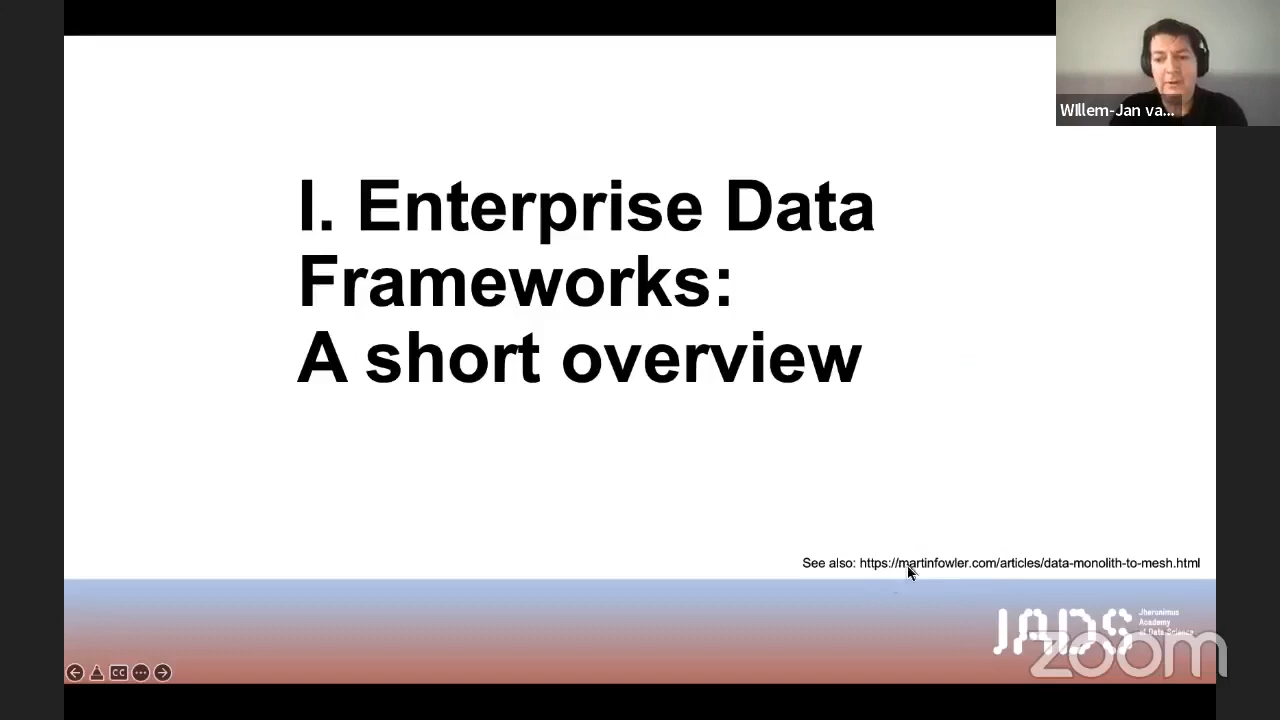 WIllem-Jan va...
I. Enterprise Data
Frameworks:
A short overview
See also: https://martinfowler.com/articles/data-monolith-to-mesh.html
JADS
Jheronimus
Academy
of Data Science
zoom
CC